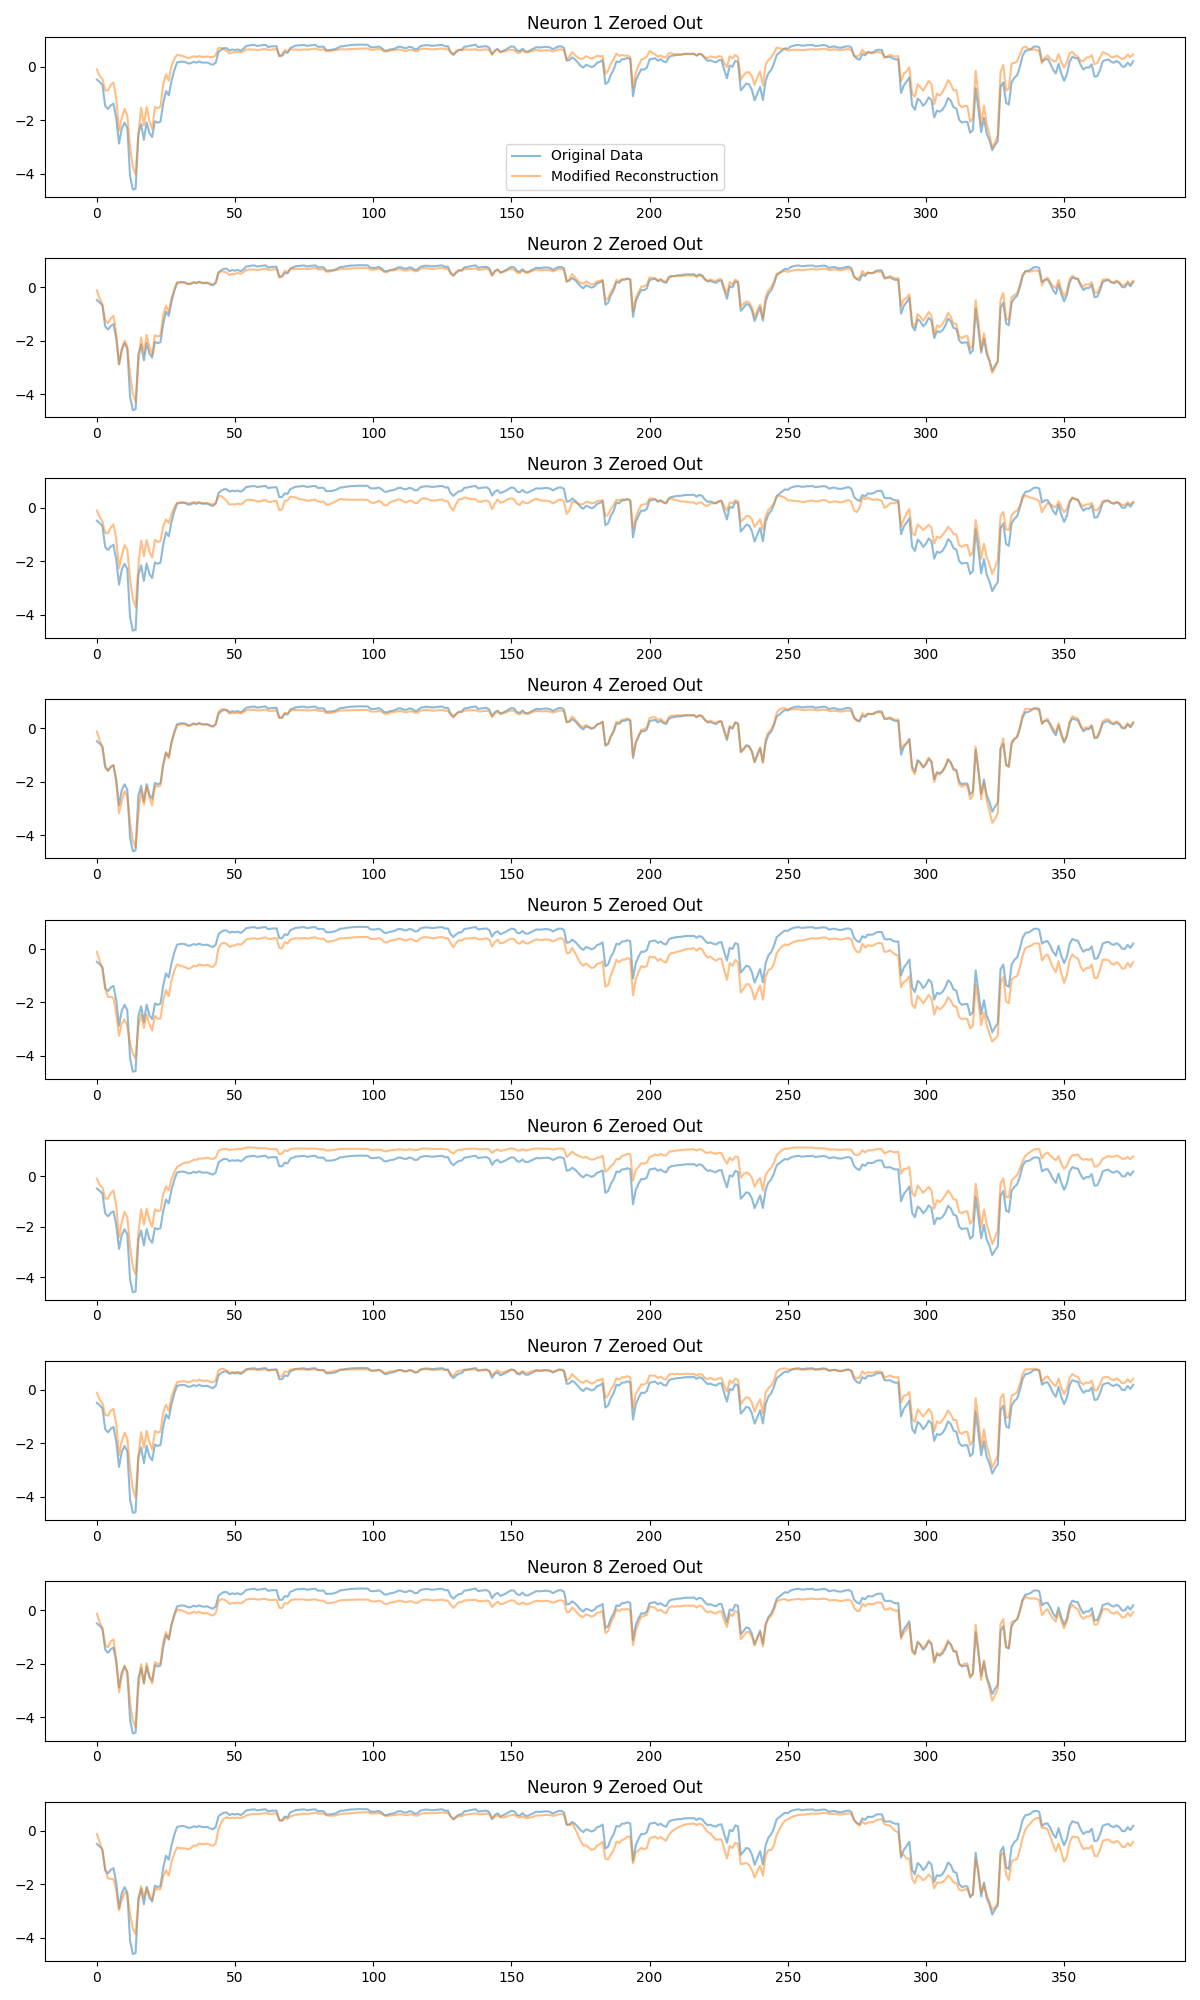 Neuron 1 Zeroed Out
0
−2
−4
Original Data
Modified Reconstruction
0 50 100 150 200 250 300 350
Neuron 2 Zeroed Out
0
−2
−4
0 50 100 150 200 250 300 350
Neuron 3 Zeroed Out
0
−2
−4
0 50 100 150 200 250 300 350
Neuron 4 Zeroed Out
0
−2
−4
0 50 100 150 200 250 300 350
Neuron 5 Zeroed Out
0
−2
−4
0 50 100 150 200 250 300 350
Neuron 6 Zeroed Out
0
−2
−4
0 50 100 150 200 250 300 350
Neuron 7 Zeroed Out
0
−2
−4
0 50 100 150 200 250 300 350
Neuron 8 Zeroed Out
0
−2
−4
0 50 100 150 200 250 300 350
Neuron 9 Zeroed Out
0
−2
−4
0 50 100 150 200 250 300 350